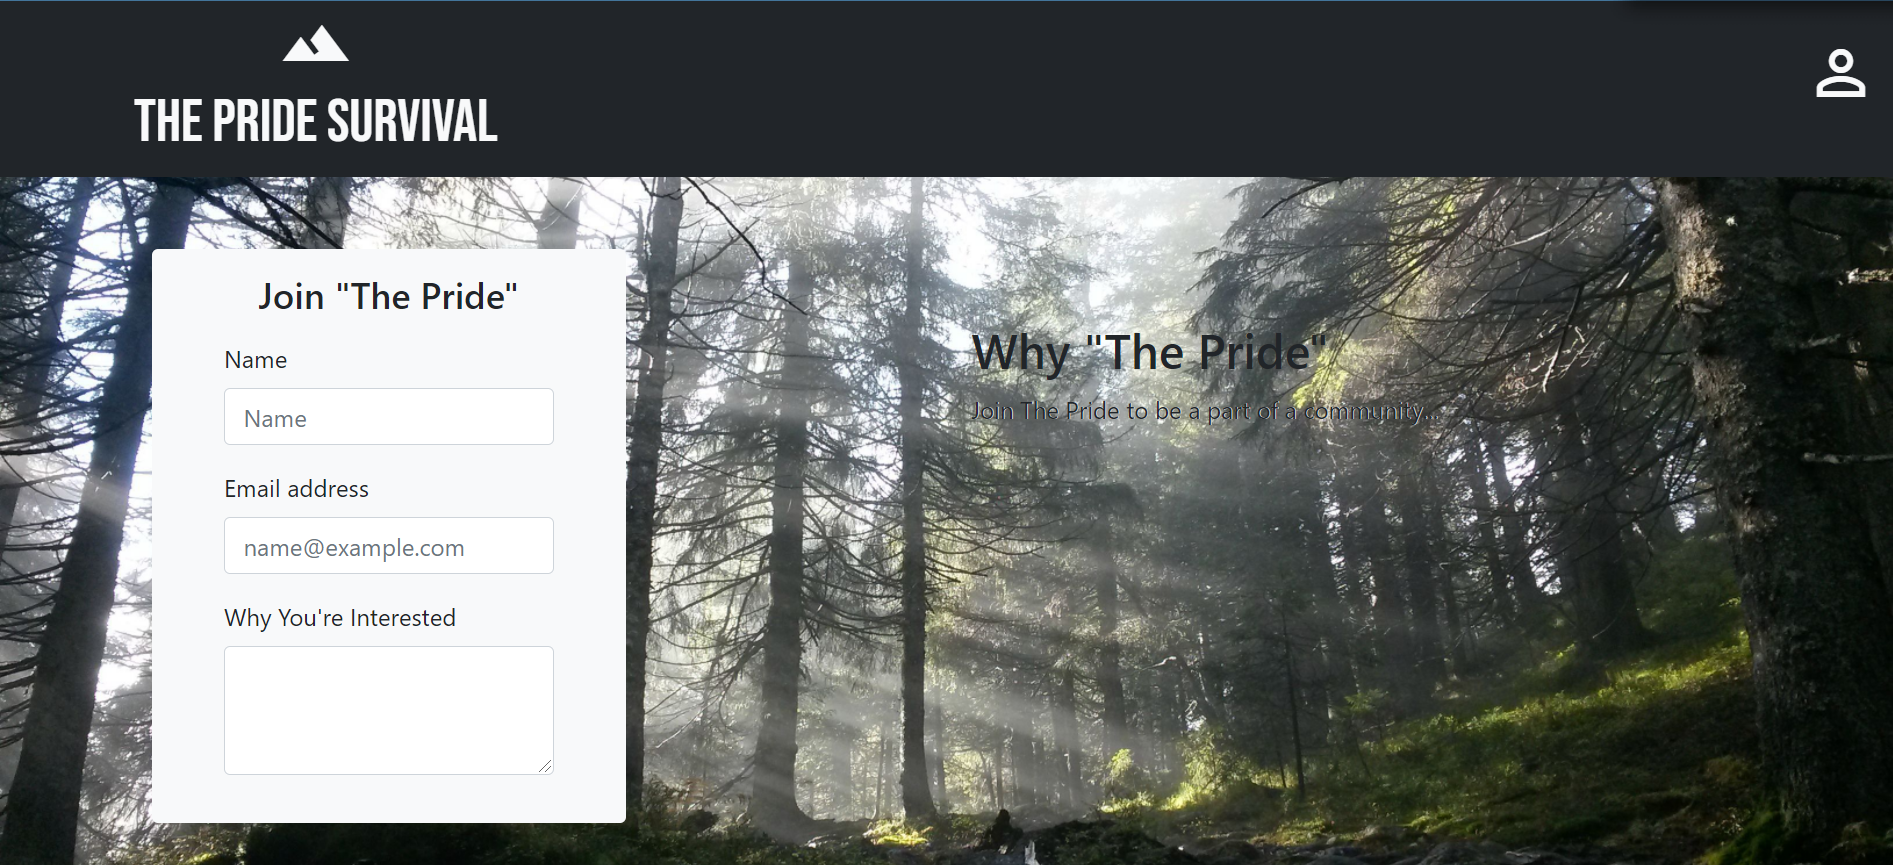 THE PRIDE SURVIVAL
Join "The Pride"
Name
Name
Email address
name@example.com
Why You're Interested
Why "The Pride"
Join The Pride to be a part of a community...